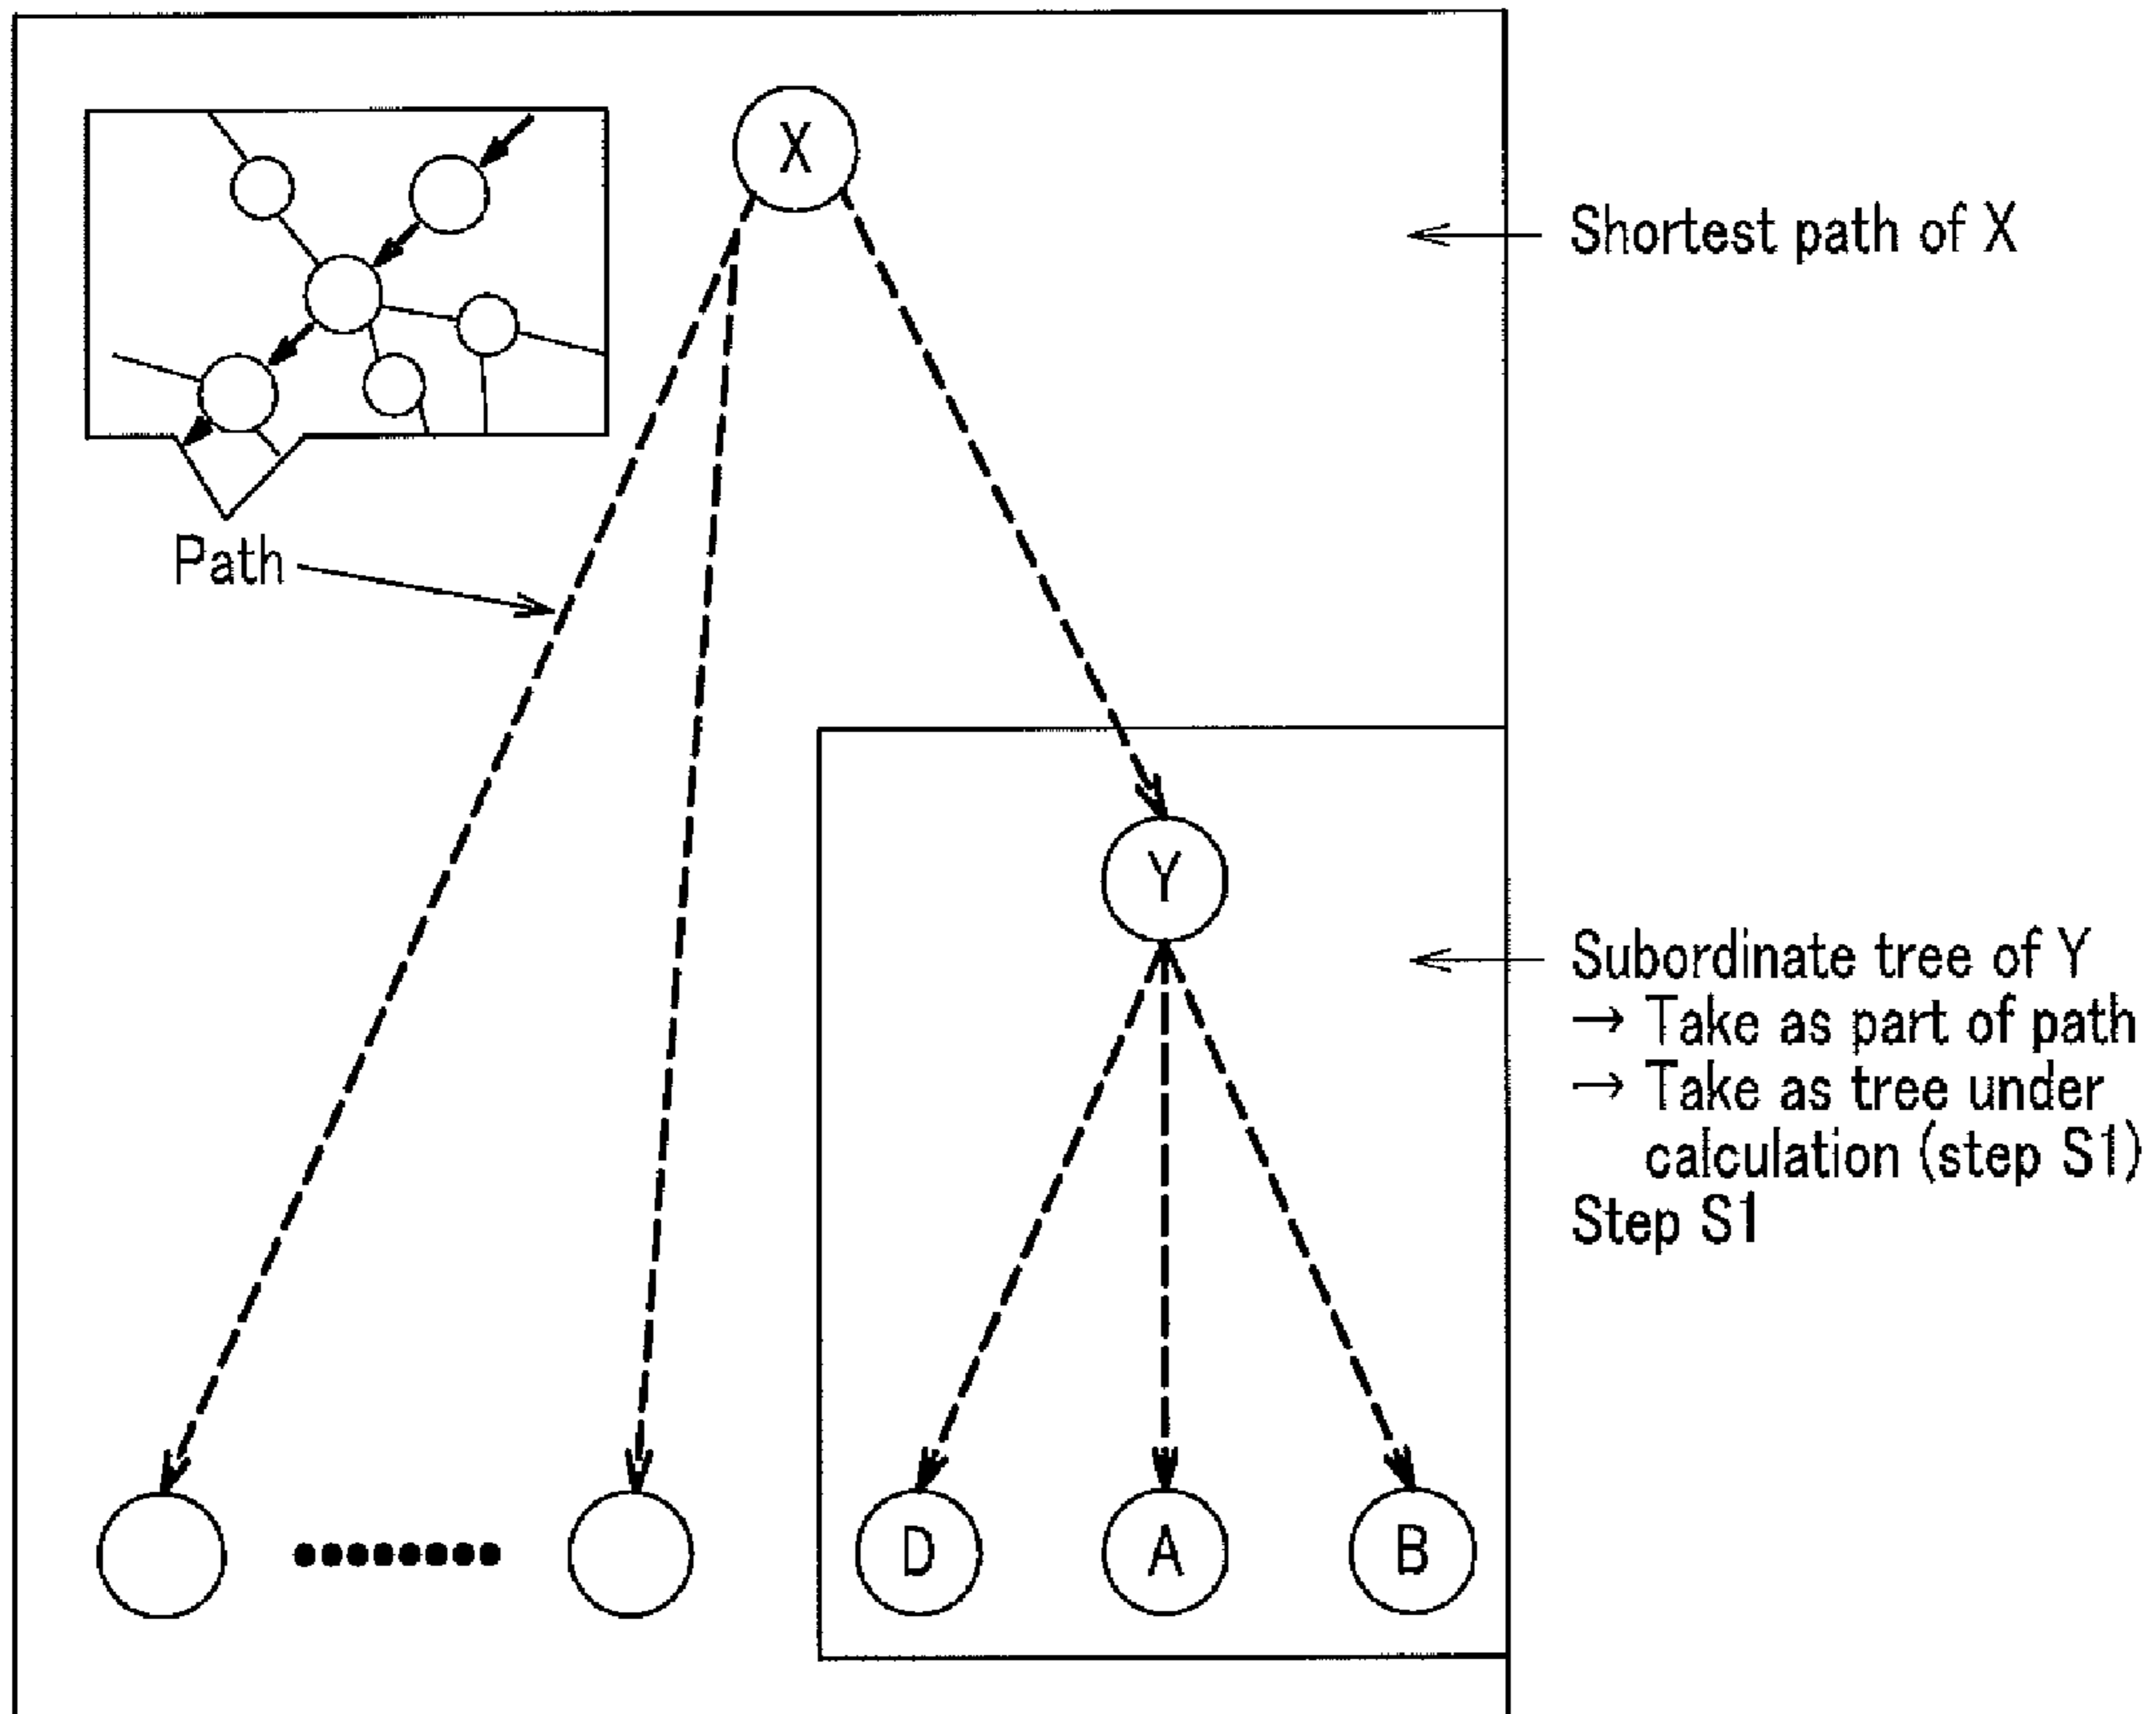 X
Shortest path of X
Path
Y
Subordinate tree of Y
→ Take as part of path
→ Take as tree under
calculation (step S1)
Step S1
D
A
B